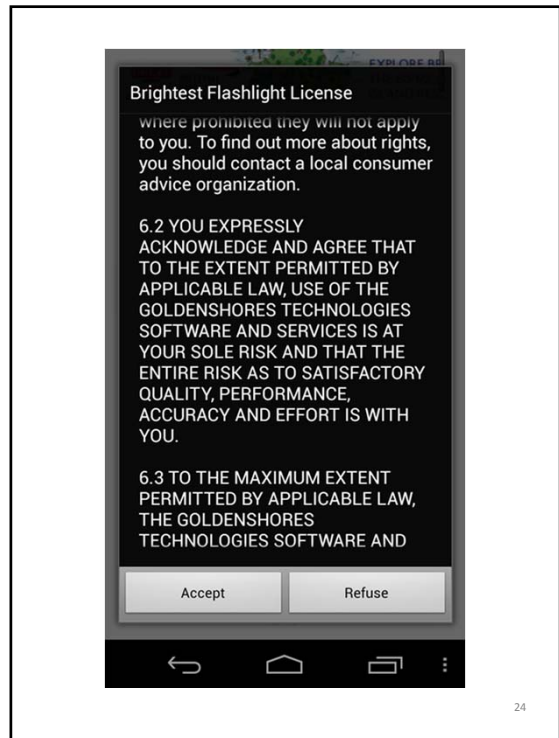 EXPLORE BE
Brightest Flashlight License
where prohibited they will not apply
to you. To find out more about rights,
you should contact a local consumer
advice organization.
6.2 YOU EXPRESSLY
ACKNOWLEDGE AND AGREE THAT
TO THE EXTENT PERMITTED BY
APPLICABLE LAW, USE OF THE
GOLDENSHORES TECHNOLOGIES
SOFTWARE AND SERVICES IS AT
YOUR SOLE RISK AND THAT THE
ENTIRE RISK AS TO SATISFACTORY
QUALITY, PERFORMANCE,
ACCURACY AND EFFORT IS WITH
YOU.
6.3 TO THE MAXIMUM EXTENT
PERMITTED BY APPLICABLE LAW,
THE GOLDENSHORES
TECHNOLOGIES SOFTWARE AND
Accept Refuse
24